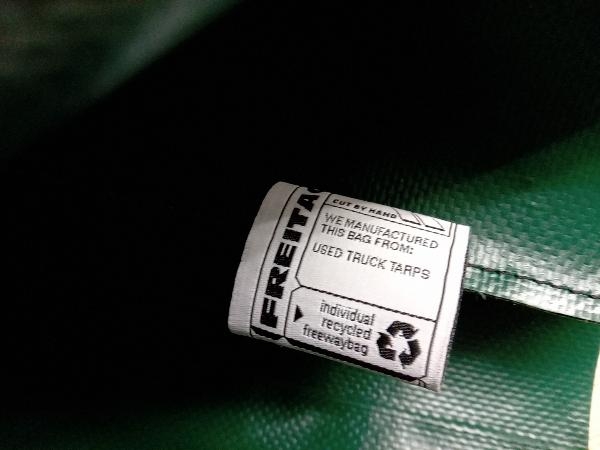 FREITAG
CUT BY HAND
WE MANUFACTURED
THIS BAG FROM:
USED TRUCK TARPS
individual
recycled
freewaybag